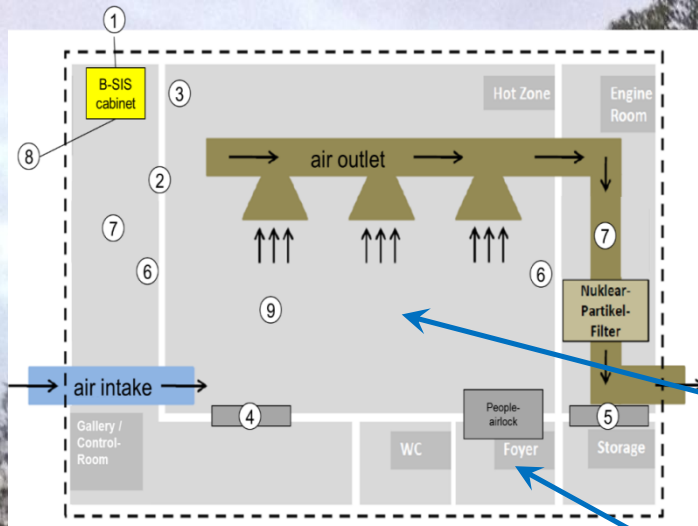 1
B-SIS
cabinet
3
Hot Zone
Engine
Room
8
air outlet
2
7
7
6
6
Nuklear-
Partikel-
Filter
9
air intake
4
People-
airlock
5
Gallery /
Control-
Room
WC
Foyer
Storage